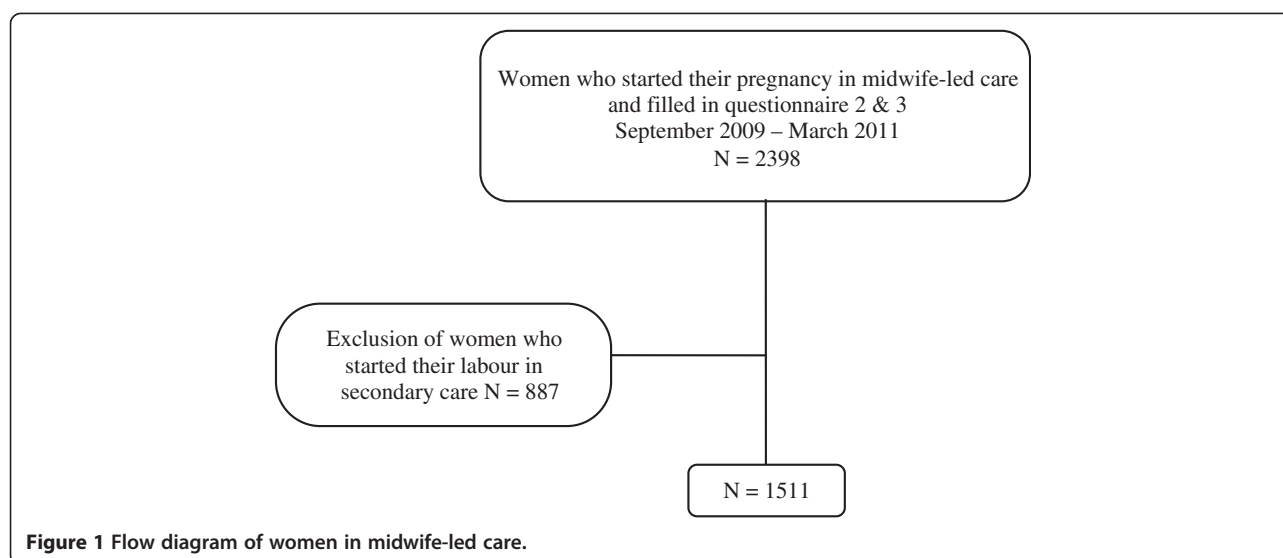 Women who started their pregnancy in midwife-led care
and filled in questionnaire 2 & 3
September 2009 – March 2011
N = 2398
Exclusion of women who
started their labour in
secondary care N = 887
N = 1511
Figure 1 Flow diagram of women in midwife-led care.